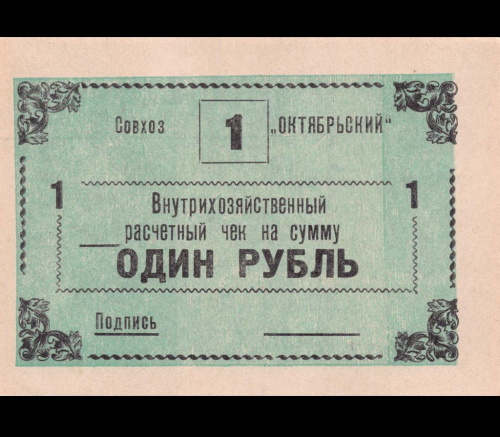 Совхоз 1 „ОКТЯБРЬСКИЙ"
1 1
Внутрихозяйственный
расчетный чек на сумму
ОДИН РУБЛЬ
Подпись